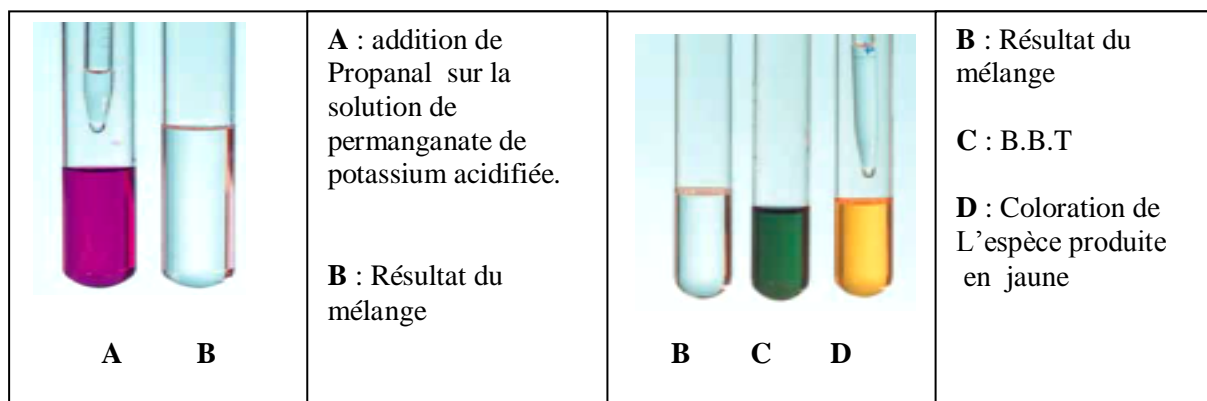 A : addition de
Propanal sur la
solution de
permanganate de
potassium acidifiée.
B : Résultat du
mélange
A B
B : Résultat du
mélange
C : B.B.T
D : Coloration de
L’espèce produite
en jaune
B C D